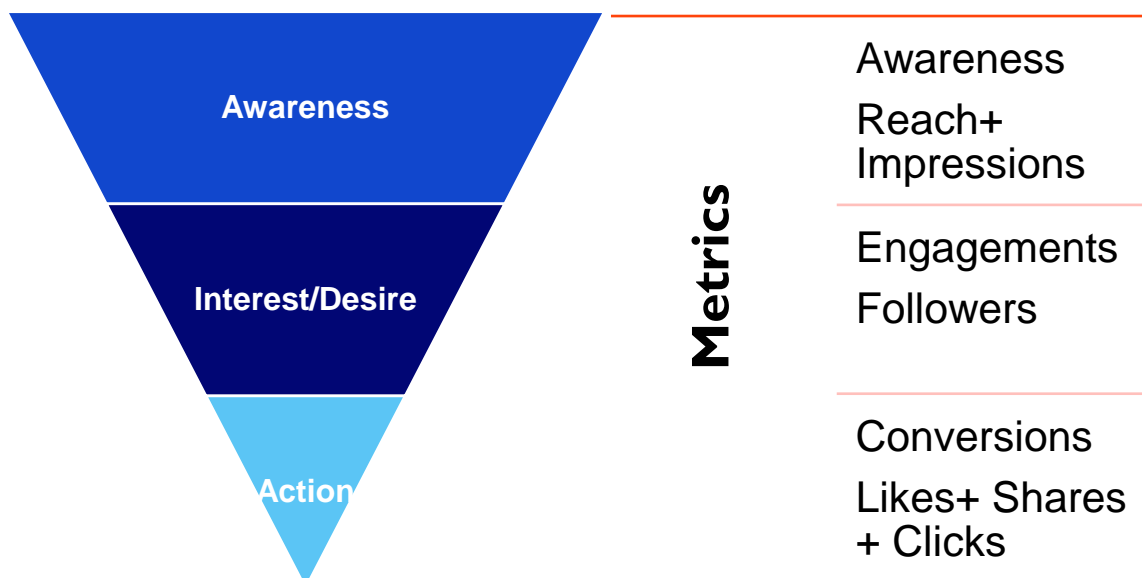 Awareness
Interest/Desire
Action
Metrics
Awareness
Reach+
Impressions
Engagements
Followers
Conversions
Likes+ Shares
+ Clicks